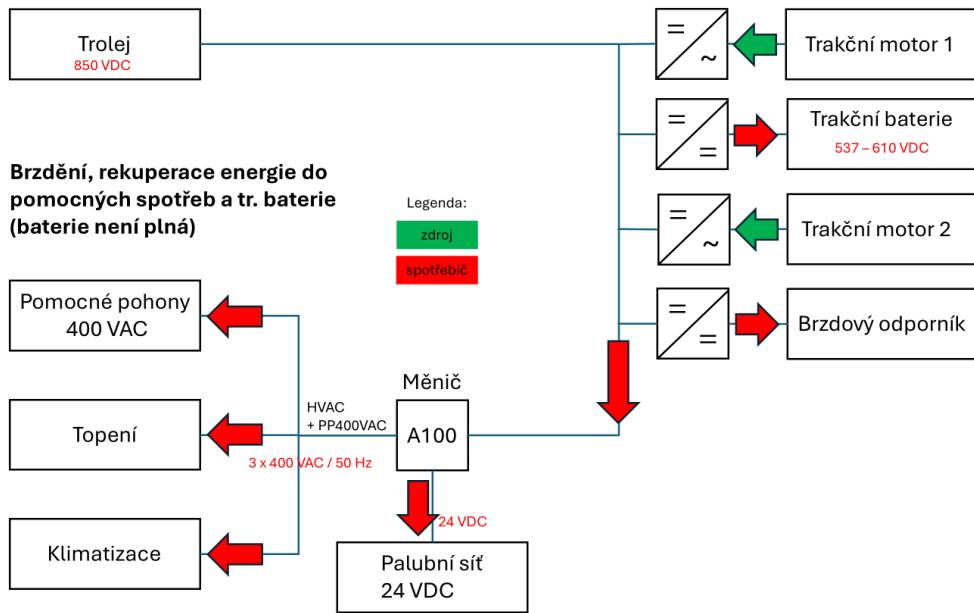 Trolej
850 VDC
=
~
Trakční motor 1
=
=
Trakční baterie
537 – 610 VDC
Brzdění, rekuperace energie do
pomocných spotřeb a tr. baterie
(baterie není plná)
Legenda:
zdroj
spotřebič
=
~
Trakční motor 2
=
=
Brzdový odporník
Pomocné pohony
400 VAC
Měnič
A100
HVAC
+ PP400VAC
3 x 400 VAC / 50 Hz
Topení
24 VDC
Klimatizace
Palubní síť
24 VDC